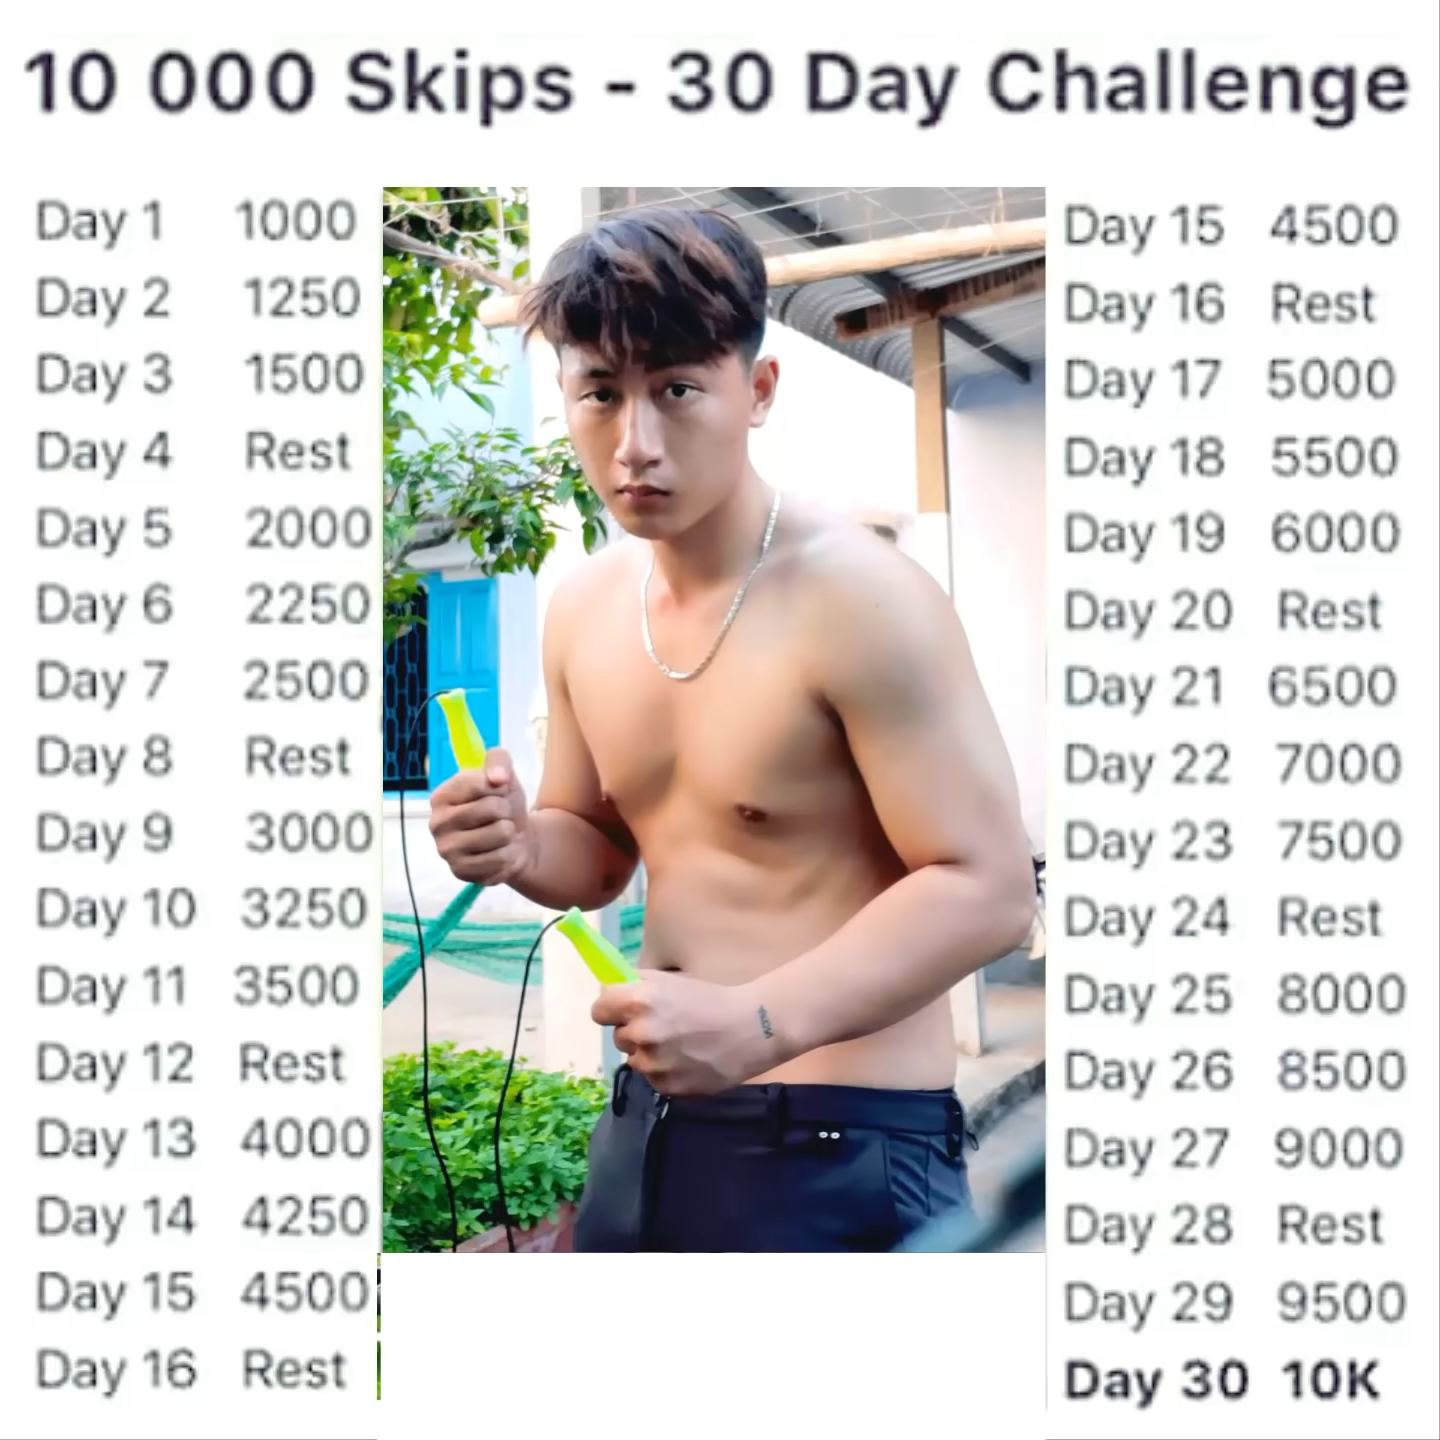 10 000 Skips - 30 Day Challenge
Day 1 1000
Day 2 1250
Day 3 1500
Day 4 Rest
Day 5 2000
Day 6 2250
Day 7 2500
Day 8 Rest
Day 9 3000
Day 10 3250
Day 11 3500
Day 12 Rest
Day 13 4000
Day 14 4250
Day 15 4500
Day 16 Rest
Day 15 4500
Day 16 Rest
Day 17 5000
Day 18 5500
Day 19 6000
Day 20 Rest
Day 21 6500
Day 22 7000
Day 23 7500
Day 24 Rest
Day 25 8000
Day 26 8500
Day 27 9000
Day 28 Rest
Day 29 9500
Day 30 10K